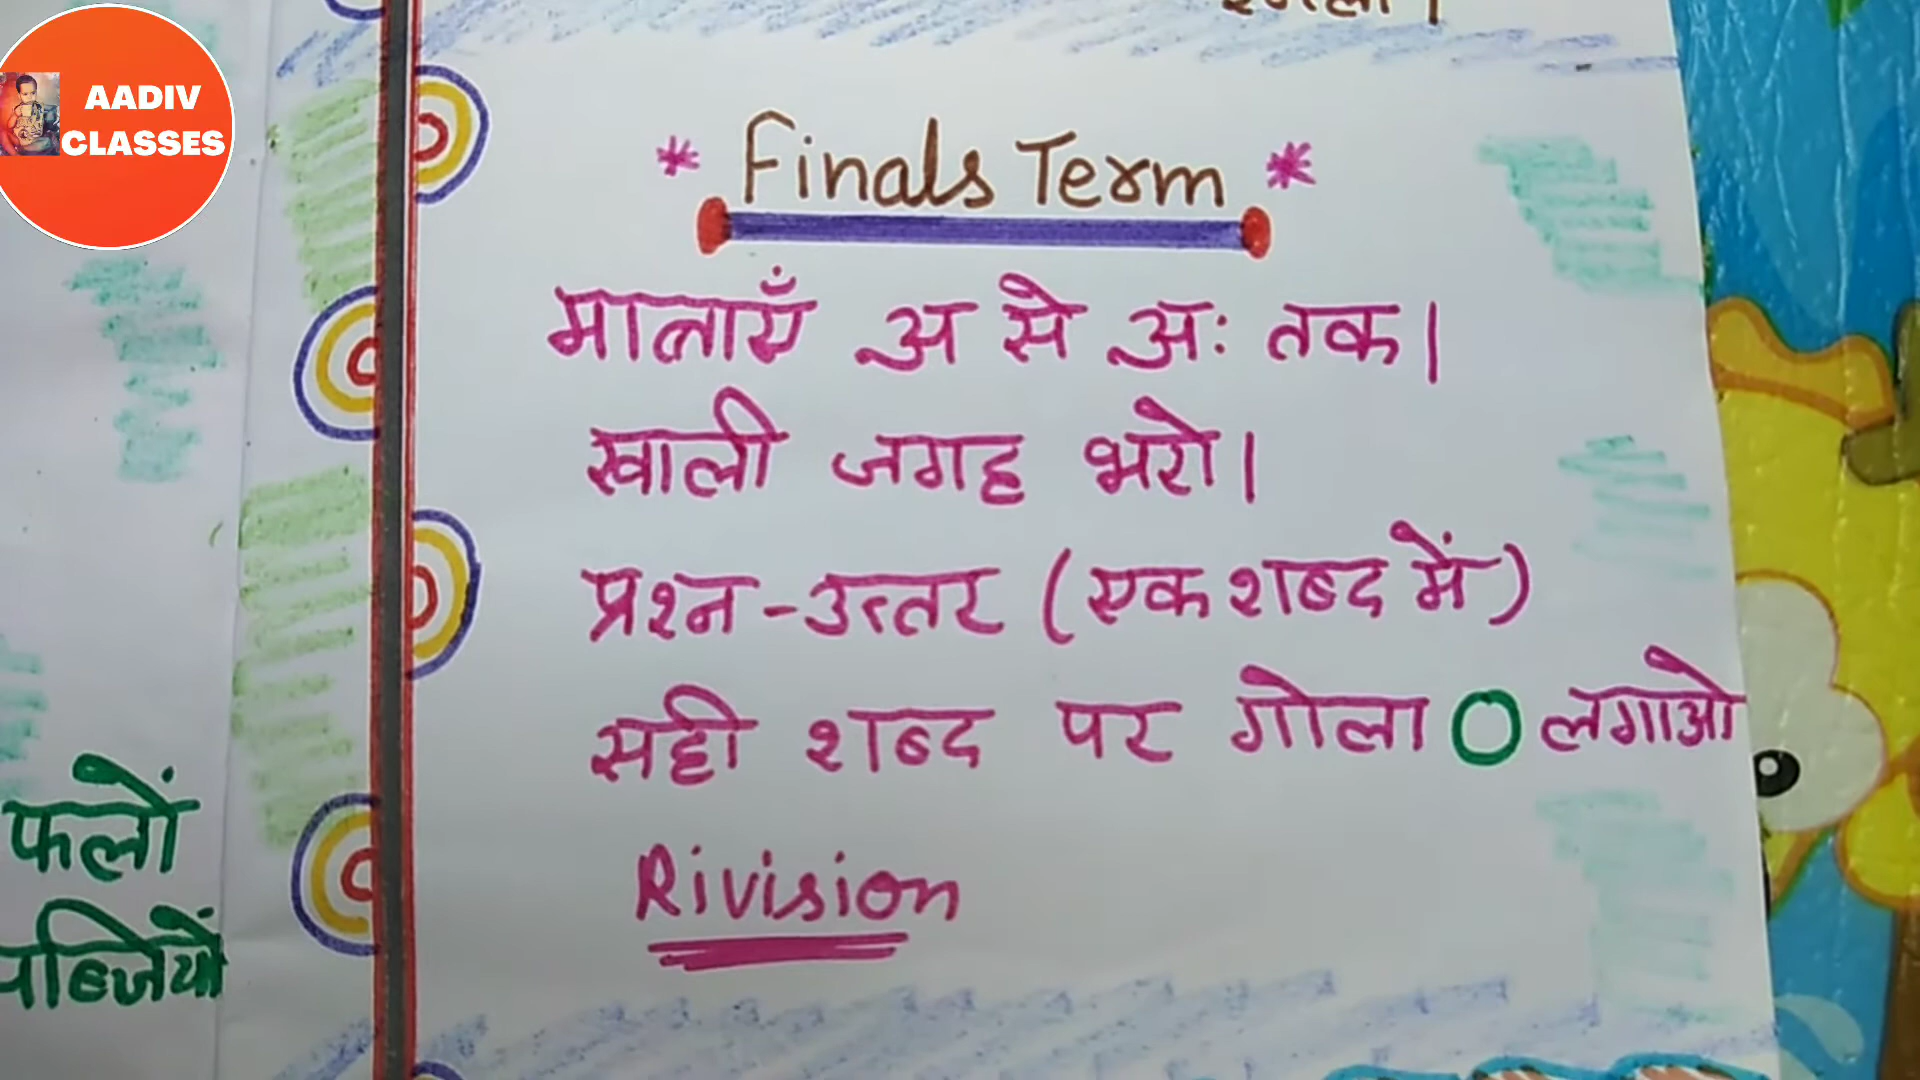 AADIV
CLASSES
* Finals Term *
मात्राएँ अ से अः तक।
खाली जगह भरो।
प्रश्न-उत्तर (एक शब्द में)
सही शब्द पर गोला O लगाओ
Rivision
फलों